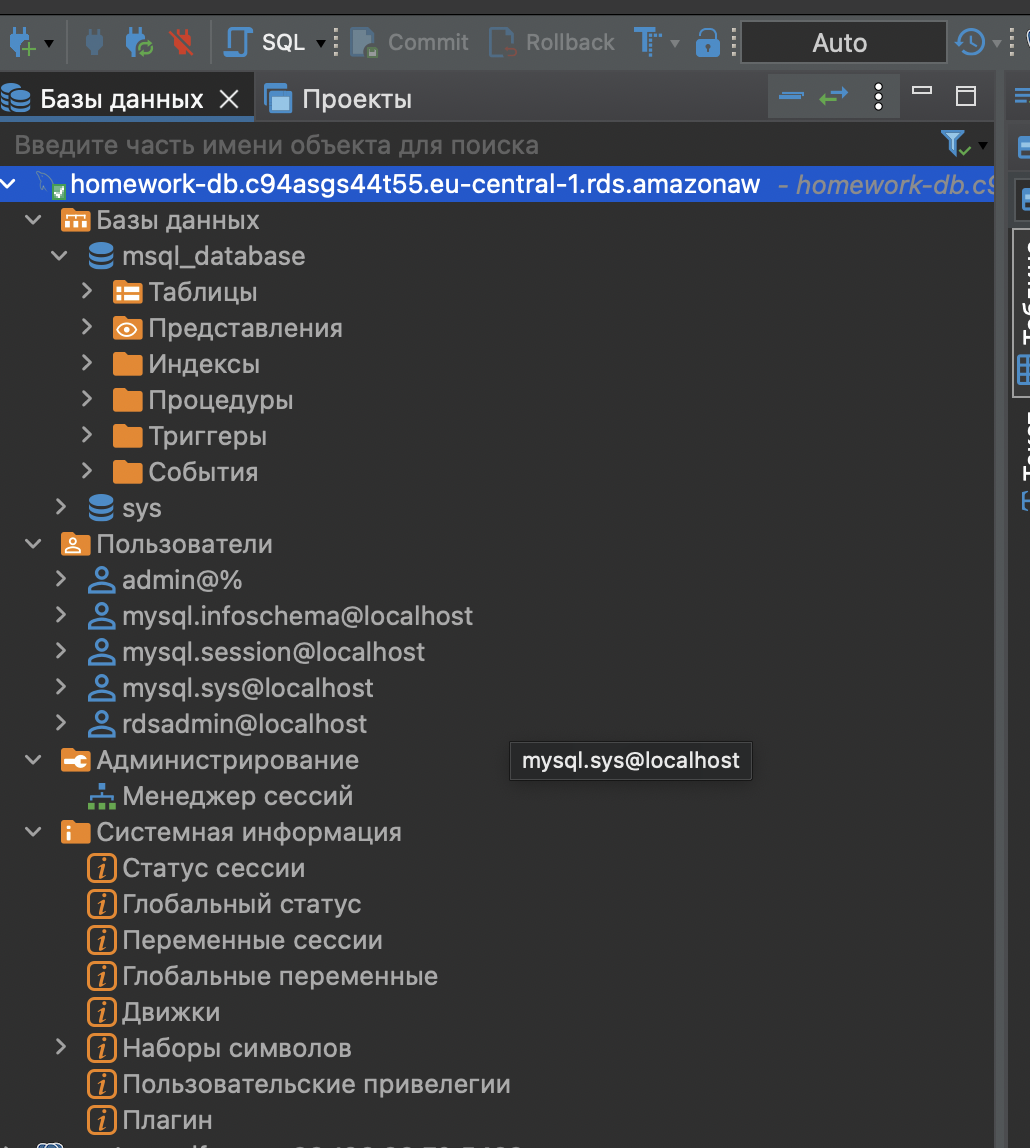 SQL Commit Rollback Auto
Базы данных Проекты
Введите часть имени объекта для поиска
homework-db.c94asgs44t55.eu-central-1.rds.amazonaw - homework-db.c9
Базы данных
msql_database
Таблицы
Представления
Индексы
Процедуры
Триггеры
События
sys
Пользователи
admin@%
mysql.infoschema@localhost
mysql.session@localhost
mysql.sys@localhost
rdsadmin@localhost
Администрирование
mysql.sys@localhost
Менеджер сессий
Системная информация
Статус сессии
Глобальный статус
Переменные сессии
Глобальные переменные
Движки
Наборы символов
Пользовательские привелегии
Плагин